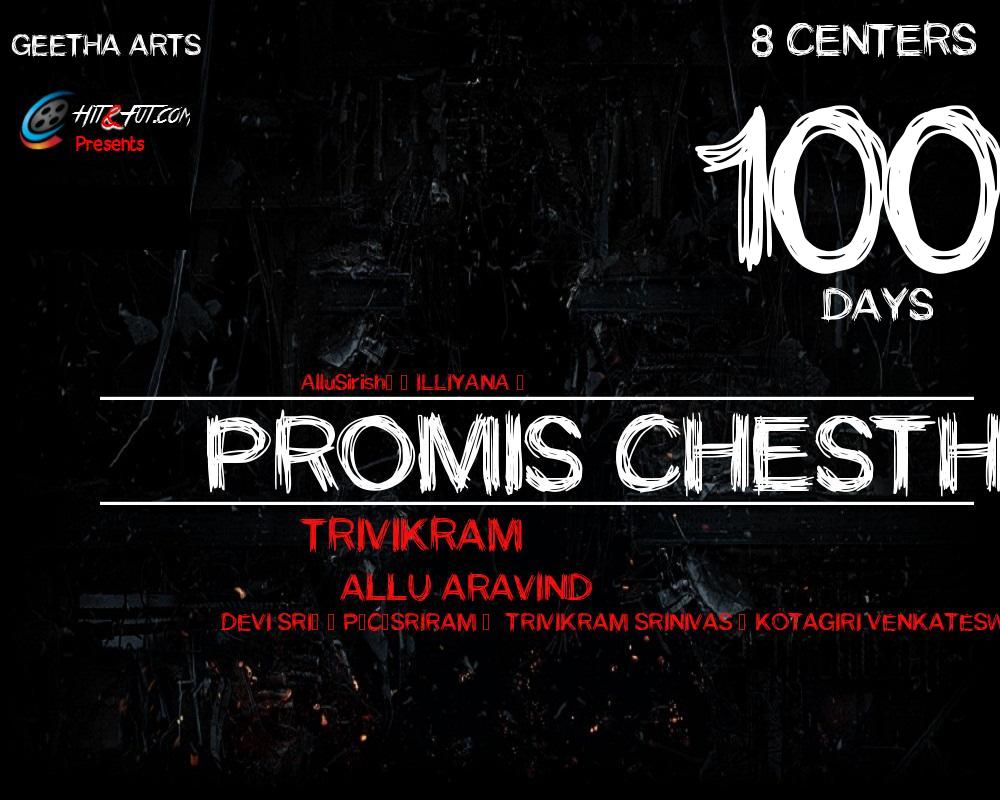 GEETHA ARTS
8 CENTERS
HIT&FUT.COM
Presents
100
DAYS
AlluSirish ILLIYANA
PROMIS CHESTH
TRIVIKRAM
ALLU ARAVIND
DEVI SRI P C SRIRAM TRIVIKRAM SRINIVAS KOTAGIRI VENKATESW